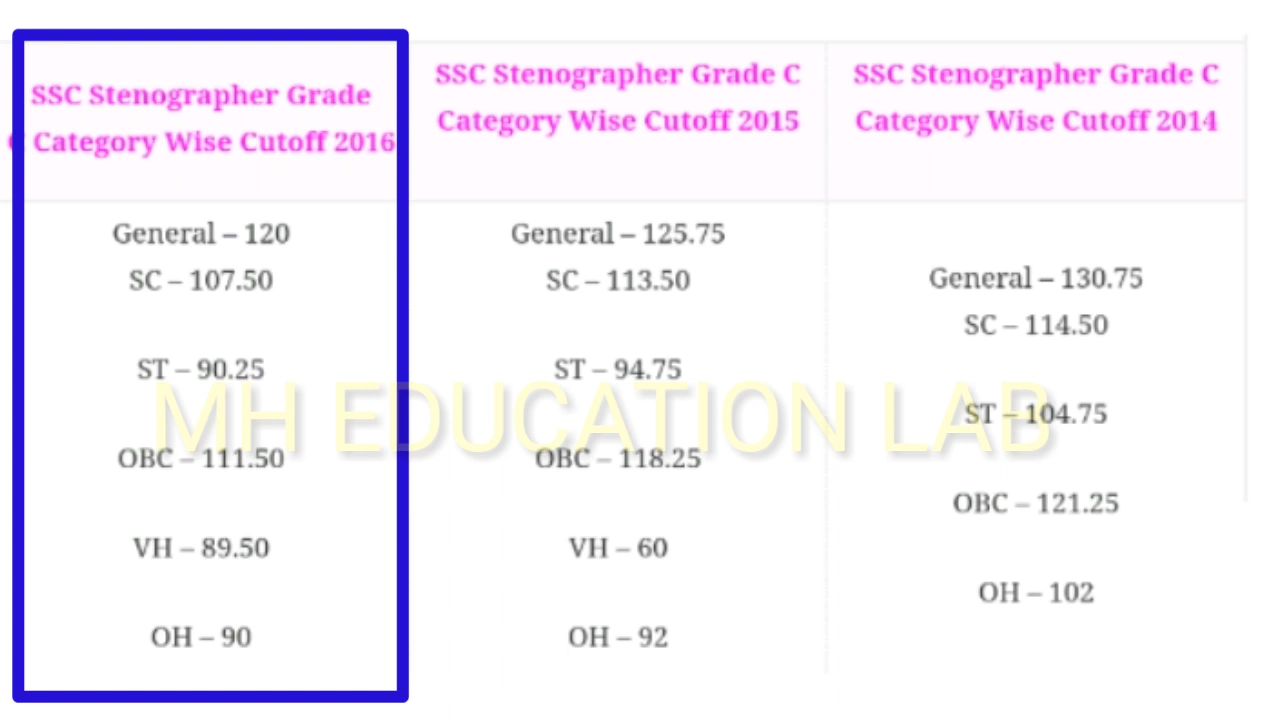 SSC Stenographer Grade
C Category Wise Cutoff 2016
General – 120
SC – 107.50
ST – 90.25
OBC – 111.50
VH – 89.50
OH – 90
SSC Stenographer Grade C
Category Wise Cutoff 2015
General – 125.75
SC – 113.50
ST – 94.75
OBC – 118.25
VH – 60
OH – 92
SSC Stenographer Grade C
Category Wise Cutoff 2014
General – 130.75
SC – 114.50
ST – 104.75
OBC – 121.25
OH – 102
MH EDUCATION LAB